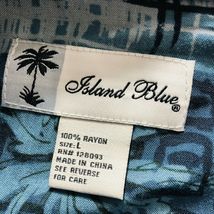 Island Blue
100% RAYON
SIZE: L
RN# 128093
MADE IN CHINA
SEE REVERSE
FOR CARE